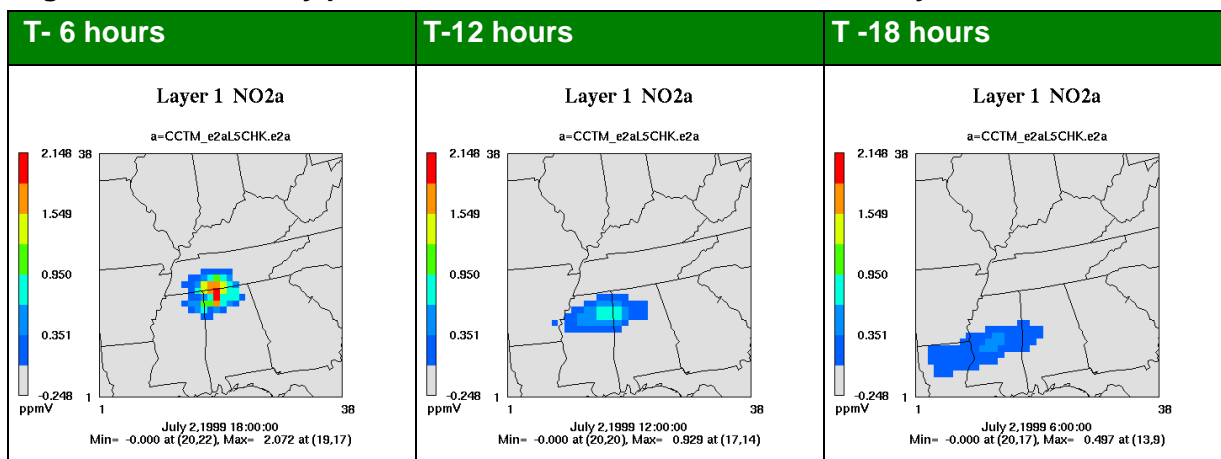 T- 6 hours
T-12 hours
T -18 hours
Layer 1 NO2a
a=CCTM_e2aL5CHK.e2a
2.148
1.549
0.950
0.351
-0.248
ppmV
38
1
1
38
July 2,1999 18:00:00
Min= -0.000 at (20,22), Max= 2.072 at (19,17)
Layer 1 NO2a
a=CCTM_e2aL5CHK.e2a
2.148
1.549
0.950
0.351
-0.248
ppmV
38
1
1
38
July 2,1999 12:00:00
Min= -0.000 at (20,20), Max= 0.929 at (17,14)
Layer 1 NO2a
a=CCTM_e2aL5CHK.e2a
2.148
1.549
0.950
0.351
-0.248
ppmV
38
1
1
38
July 2,1999 6:00:00
Min= -0.000 at (20,17), Max= 0.497 at (13,9)